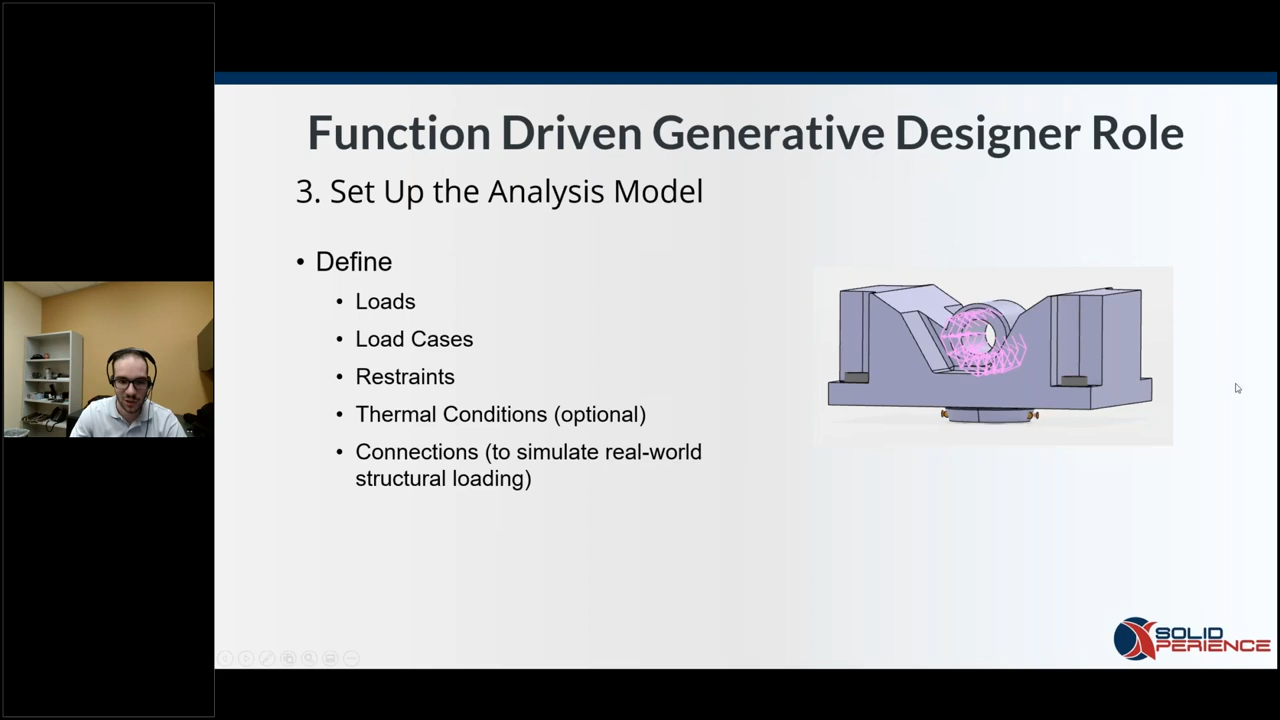 Function Driven Generative Designer Role
3. Set Up the Analysis Model
• Define
• Loads
• Load Cases
• Restraints
• Thermal Conditions (optional)
• Connections (to simulate real-world
structural loading)
SOLID
XPERIENCE